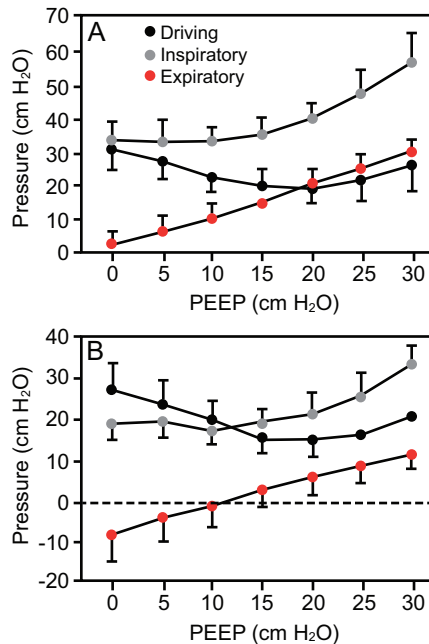 A
Driving
Inspiratory
Expiratory
Pressure (cm H₂O)
70
60
50
40
30
20
10
0
0 5 10 15 20 25 30
PEEP (cm H₂O)
B
Pressure (cm H₂O)
40
30
20
10
0
-10
-20
0 5 10 15 20 25 30
PEEP (cm H₂O)